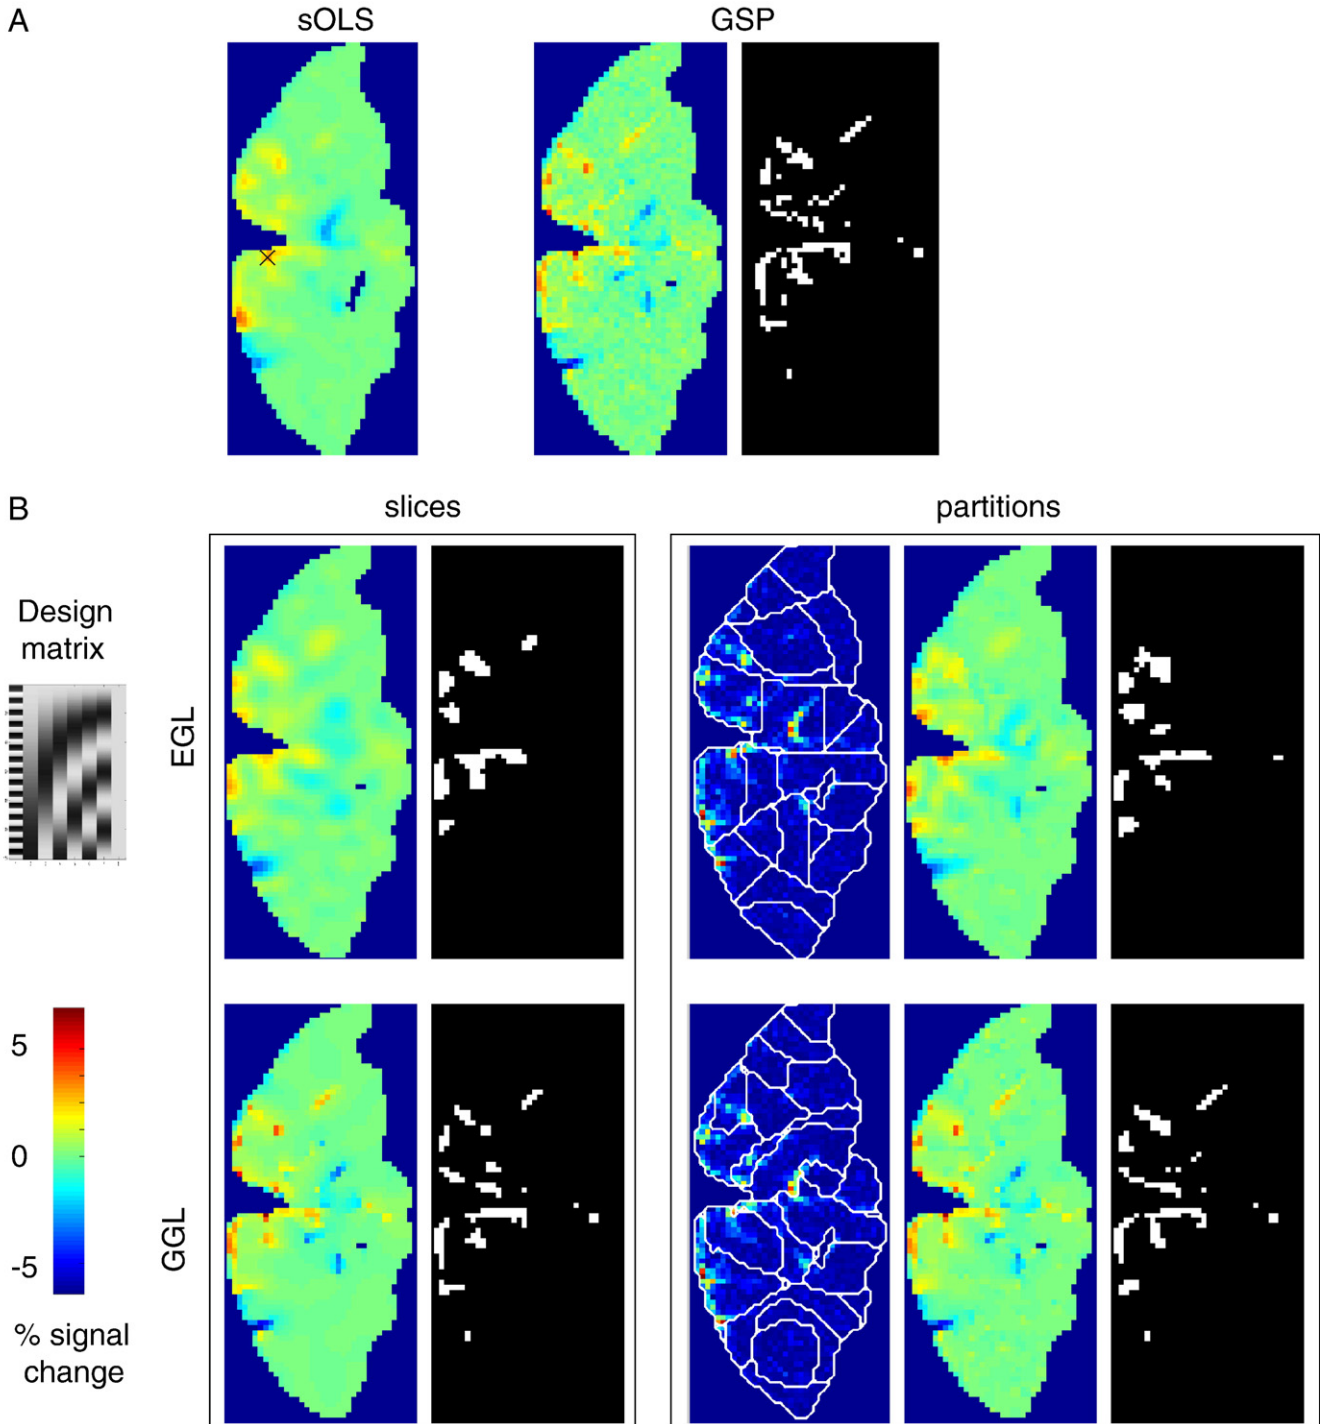 A
sOLS
GSP
B
slices
partitions
Design
matrix
EGL
5
0
-5
% signal
change
GGL